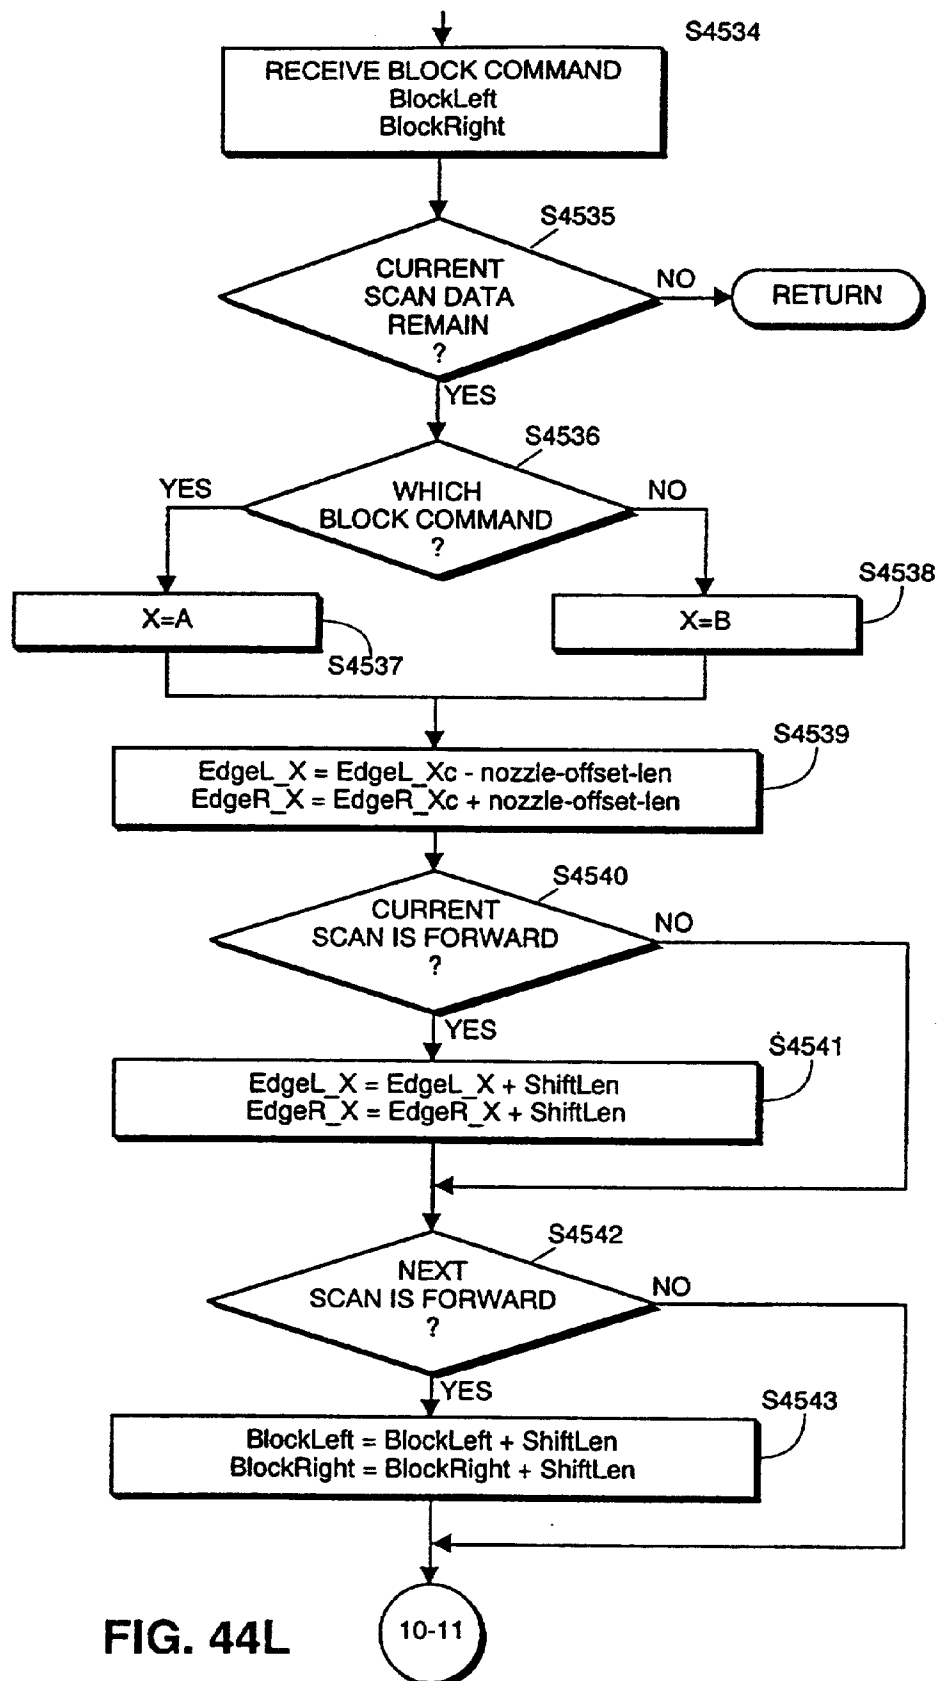 S4534
RECEIVE BLOCK COMMAND
BlockLeft
BlockRight
S4535
CURRENT
SCAN DATA
REMAIN
?
NO
RETURN
YES
S4536
YES
WHICH
BLOCK COMMAND
?
NO
X=A
S4537
X=B
S4538
S4539
EdgeL_X = EdgeL_Xc - nozzle-offset-len
EdgeR_X = EdgeR_Xc + nozzle-offset-len
S4540
CURRENT
SCAN IS FORWARD
?
NO
YES
S4541
EdgeL_X = EdgeL_X + ShiftLen
EdgeR_X = EdgeR_X + ShiftLen
S4542
NEXT
SCAN IS FORWARD
?
NO
YES
S4543
BlockLeft = BlockLeft + ShiftLen
BlockRight = BlockRight + ShiftLen
10-11
FIG. 44L